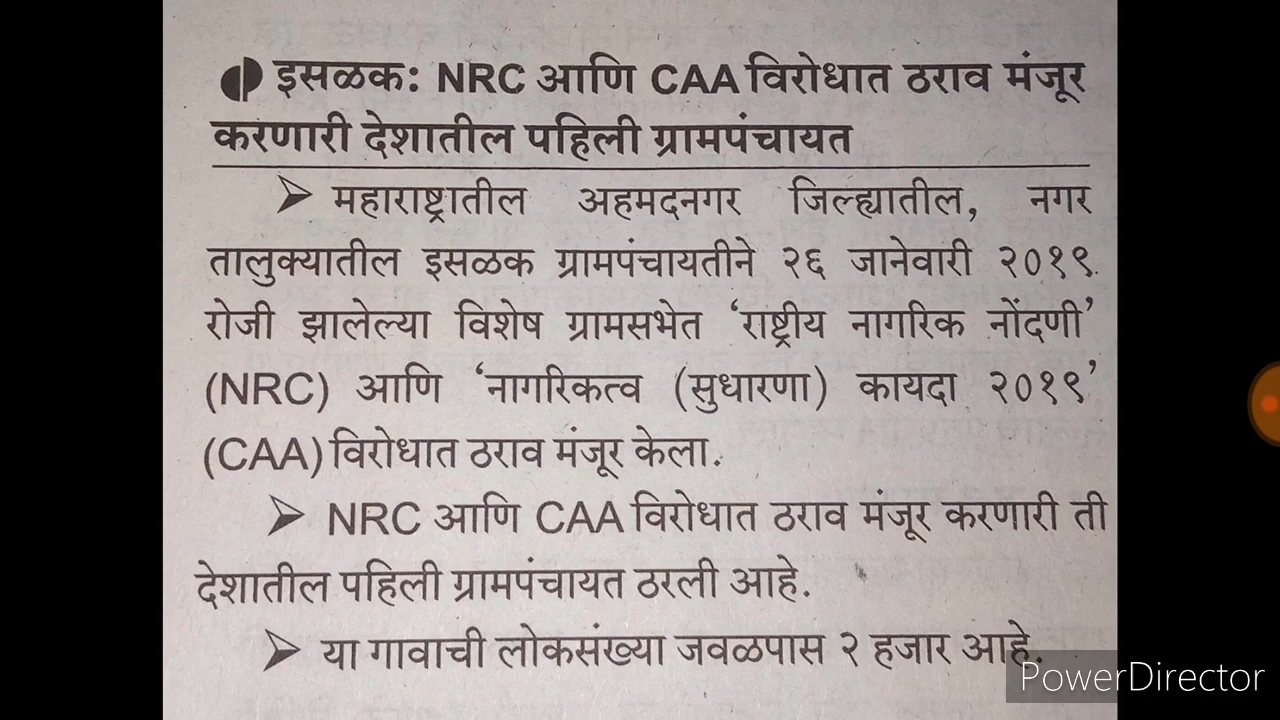 इसळक: NRC आणि CAA विरोधात ठराव मंजूर
करणारी देशातील पहिली ग्रामपंचायत
➤ महाराष्ट्रातील अहमदनगर जिल्ह्यातील, नगर
तालुक्यातील इसळक ग्रामपंचायतीने २६ जानेवारी २०१९
रोजी झालेल्या विशेष ग्रामसभेत ‘राष्ट्रीय नागरिक नोंदणी’
(NRC) आणि ‘नागरिकत्व (सुधारणा) कायदा २०१९’
(CAA) विरोधात ठराव मंजूर केला.
➤ NRC आणि CAA विरोधात ठराव मंजूर करणारी ती
देशातील पहिली ग्रामपंचायत ठरली आहे.
➤ या गावाची लोकसंख्या जवळपास २ हजार आहे.
PowerDirector